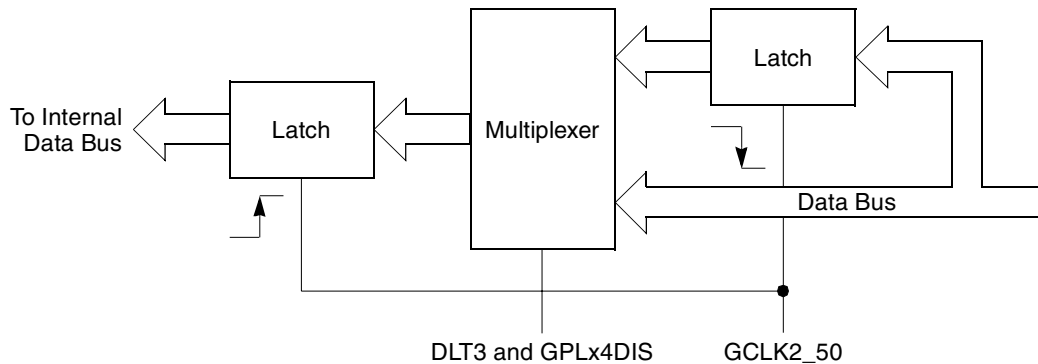 Latch
To Internal
Data Bus
Latch
Multiplexer
Data Bus
DLT3 and GPLx4DIS
GCLK2_50